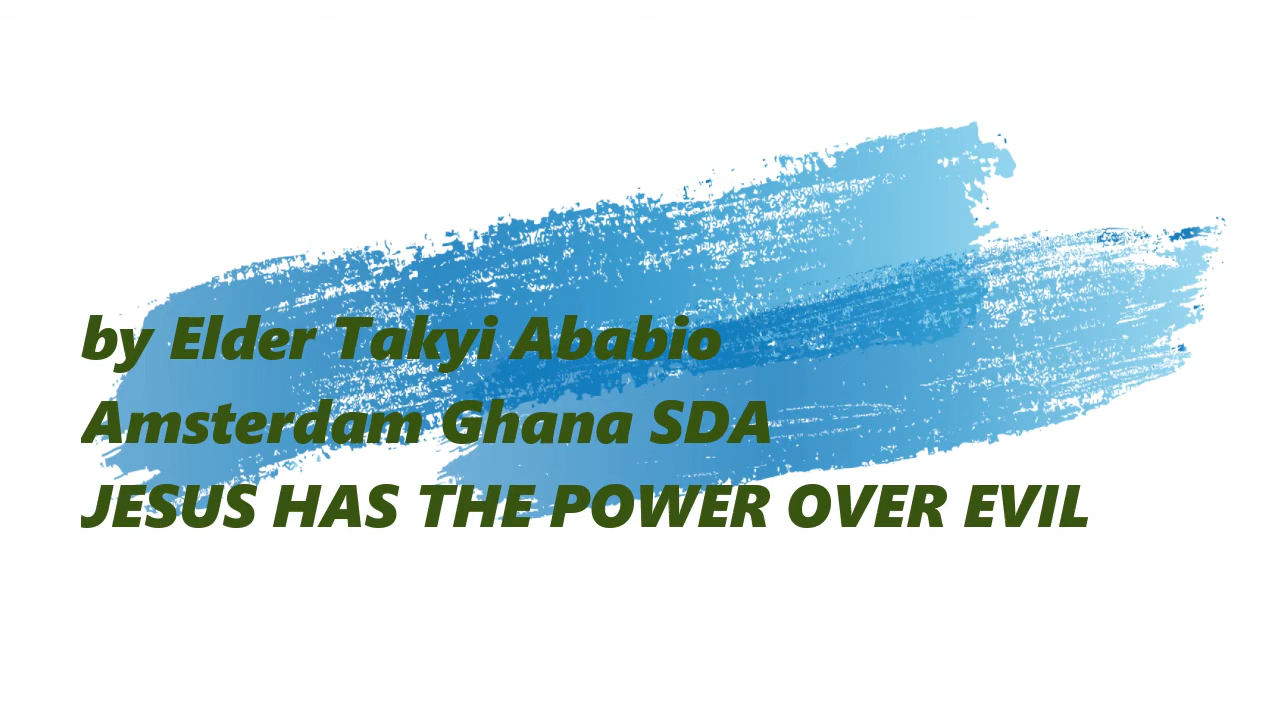 by Elder Takyi Ababio
Amsterdam Ghana SDA
JESUS HAS THE POWER OVER EVIL